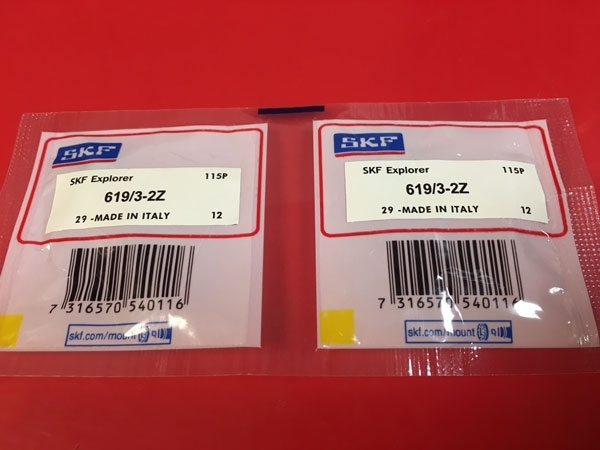 SKF
SKF Explorer 115P
619/3-2Z
29 -MADE IN ITALY 12
7 316570 540116
skf.com/mount
SKF
SKF Explorer 115P
619/3-2Z
29 -MADE IN ITALY 12
7 316570 540116
skf.com/mount